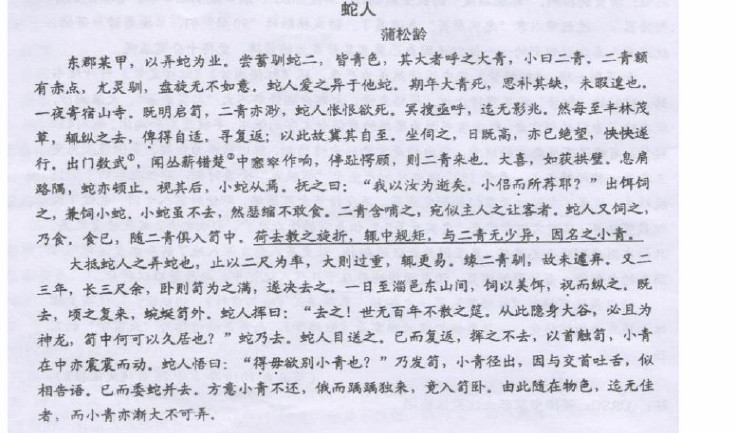 蛇人
蒲松龄
东郡某甲，以弄蛇为业。尝蓄驯蛇二，皆青色，其大者呼之大青，小曰二青。二青额
有赤点，尤灵驯，盘旋无不如意。蛇人爱之异于他蛇。期年大青死，思补其缺，未暇遑也。
一夜寄宿山寺。既明启笥，二青亦渺，蛇人怅恨欲死。冥搜亟呼，迄无影兆。然每至丰林茂
草，辄纵之去，俾得自适，寻复返；以此故冀其自至。坐伺之，日既高，亦已绝望，怏怏遂
行。出门数武①，闻丛薪错楚②中窸窣作响，停趾愕顾，则二青来也。大喜，如获拱璧。息肩
路隅，蛇亦顿止。视其后，小蛇从焉。抚之曰：“我以汝为逝矣。小侣而所荐耶？”出饵饲
之，兼饲小蛇。小蛇虽不去，然瑟缩不敢食。二青含哺之，宛似主人之让客者。蛇人又饲之，
乃食。食已，随二青俱入笥中。荷去教之旋折，辄中规矩，与二青无少异，因名之小青。
大抵蛇人之弄蛇也，止以二尺为率，大则过重，辄更易。缘二青驯，故未遽弃。又二
三年，长三尺余，卧则笥为之满，遂决去之。一日至淄邑东山间，饲以美饵，祝而纵之。既
去，顷之复来，蜿蜒笥外。蛇人挥曰：“去之！世无百年不散之筵。从此隐身大谷，必且为
神龙，笥中何可以久居也？”蛇乃去。蛇人目送之。已而复返，挥之不去，以首触笥，小青
在中亦震震而动。蛇人悟曰：“得毋欲别小青也？”乃发笥，小青径出，因与交首吐舌，似
相告语。已而委蛇并去。方意小青不还，俄而踽踽独来，竟入笥卧。由此随在物色，迄无佳
者，而小青亦渐大不可弄。